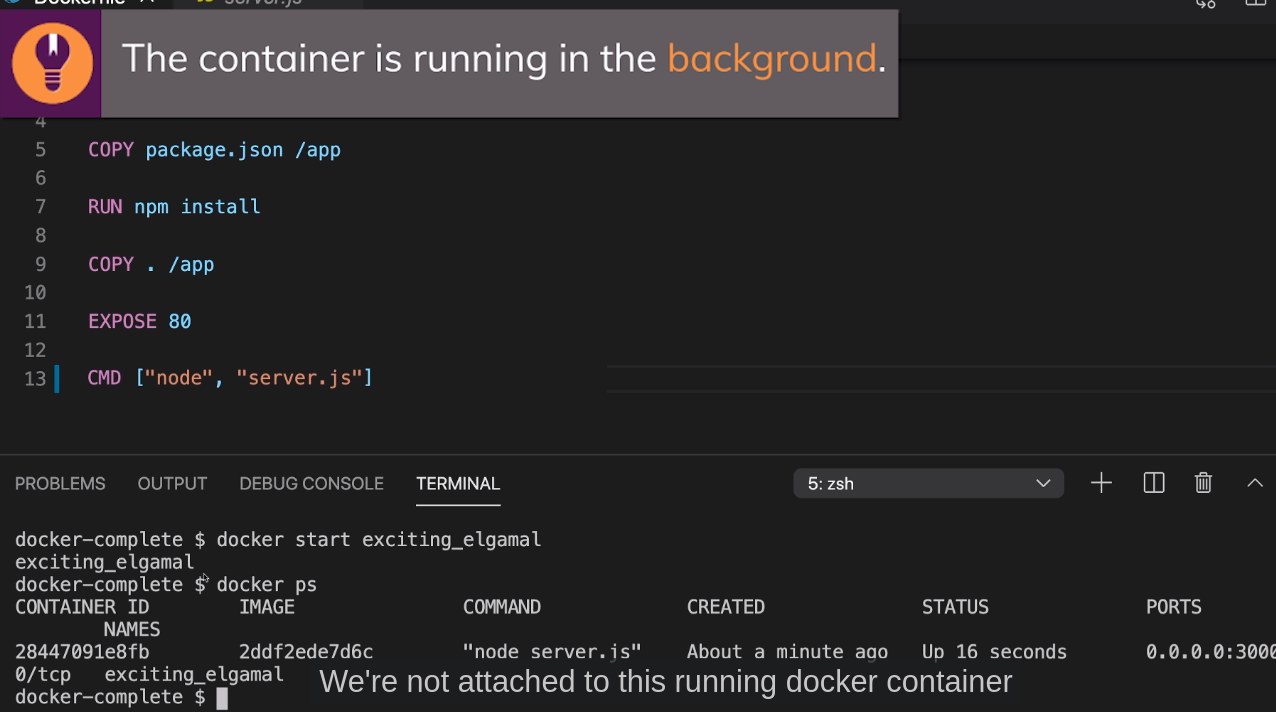 Dockerfile
server.js
The container is running in the background.
4
5 COPY package.json /app
6
7 RUN npm install
8
9 COPY . /app
10
11 EXPOSE 80
12
13 CMD ["node", "server.js"]
PROBLEMS OUTPUT DEBUG CONSOLE TERMINAL 5: zsh
docker-complete $ docker start exciting_elgamal
exciting_elgamal
docker-complete $ docker ps
CONTAINER ID IMAGE COMMAND CREATED STATUS PORTS
NAMES
28447091e8fb 2ddf2ede7d6c "node server.js" About a minute ago Up 16 seconds 0.0.0.0:3000
0/tcp exciting_elgamal
We're not attached to this running docker container
docker-complete $